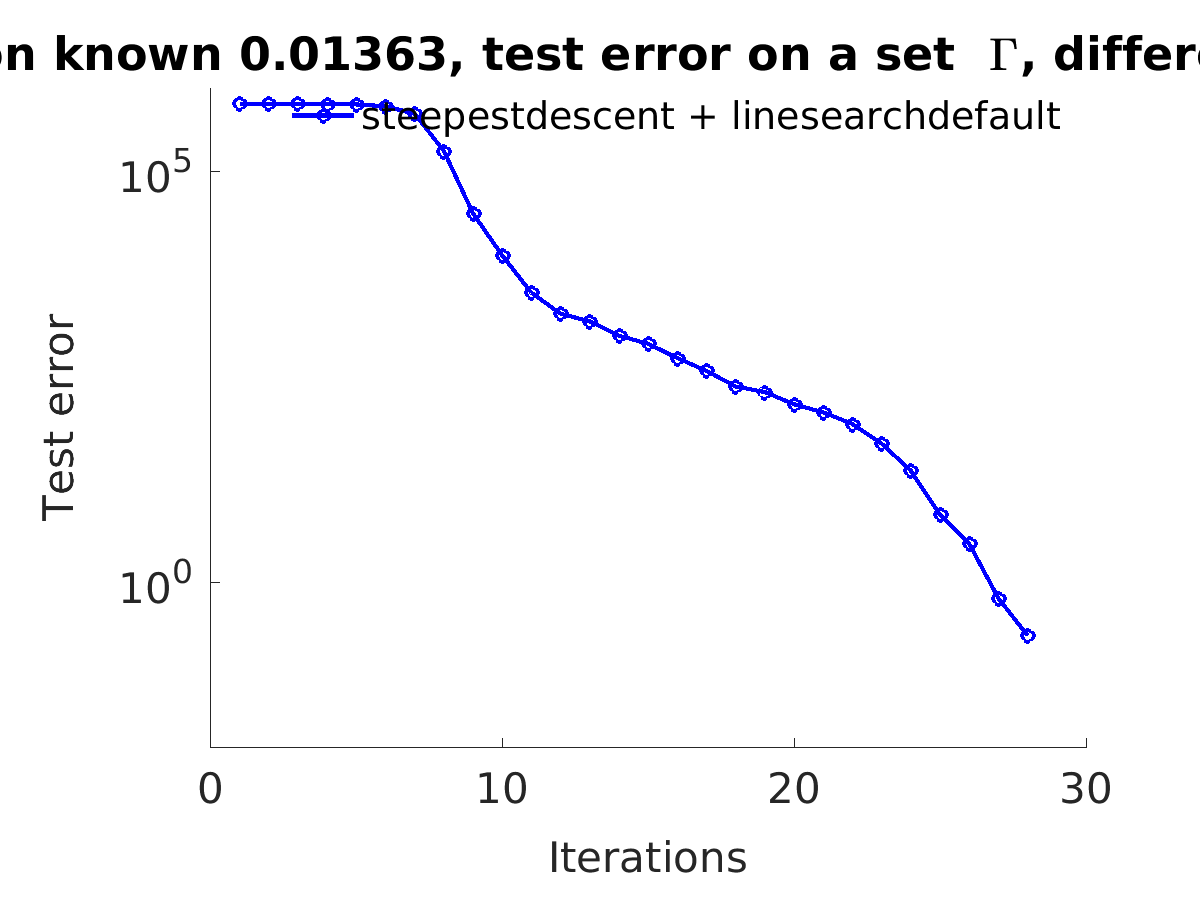 on known 0.01363, test error on a set Γ, differe
steepestdescent + linesearchdefault
10^5
10^0
Test error
0 10 20 30
Iterations